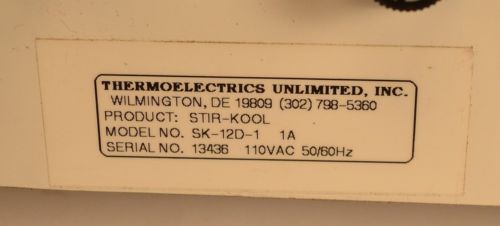 THERMOELECTRICS UNLIMITED, INC.
WILMINGTON, DE 19809 (302) 798-5360
PRODUCT: STIR-KOOL
MODEL NO. SK-12D-1 1A
SERIAL NO. 13436 110VAC 50/60Hz